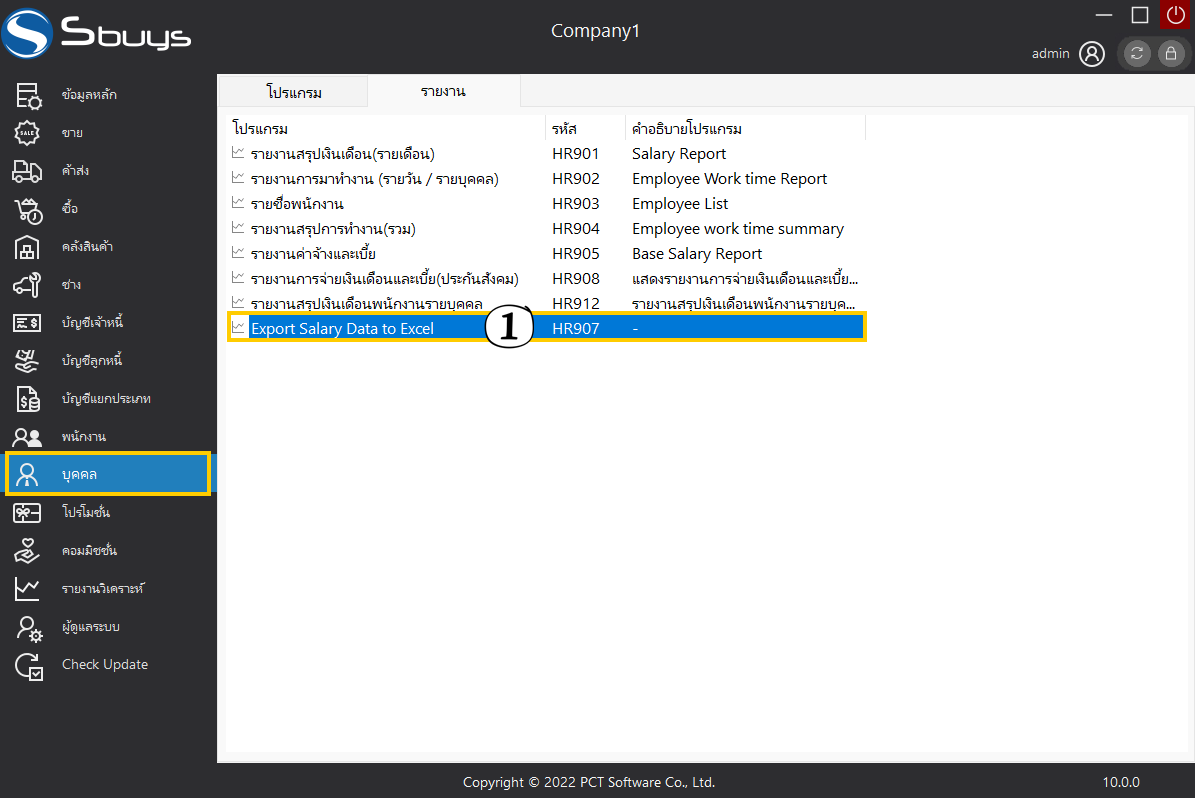 Sbuys
Company1
admin
ข้อมูลหลัก
ขาย
ค้าส่ง
ซื้อ
คลังสินค้า
ช่าง
บัญชีเจ้าหนี้
บัญชีลูกหนี้
บัญชีแยกประเภท
พนักงาน
บุคคล
โปรโมชั่น
คอมมิชชั่น
รายงานวิเคราะห์
ผู้ดูแลระบบ
Check Update
โปรแกรม รายงาน
โปรแกรม รหัส คำอธิบายโปรแกรม
รายงานสรุปเงินเดือน(รายเดือน) HR901 Salary Report
รายงานการมาทำงาน (รายวัน / รายบุคคล) HR902 Employee Work time Report
รายชื่อพนักงาน HR903 Employee List
รายงานสรุปการทำงาน(รวม) HR904 Employee work time summary
รายงานค่าจ้างและเบี้ย HR905 Base Salary Report
รายงานการจ่ายเงินเดือนและเบี้ย(ประกันสังคม) HR908 แสดงรายงานการจ่ายเงินเดือนและเบี้ย...
รายงานสรุปเงินเดือนพนักงานรายบุคคล HR912 รายงานสรุปเงินเดือนพนักงานรายบุค...
Export Salary Data to Excel 1 HR907 -
Copyright © 2022 PCT Software Co., Ltd.
10.0.0